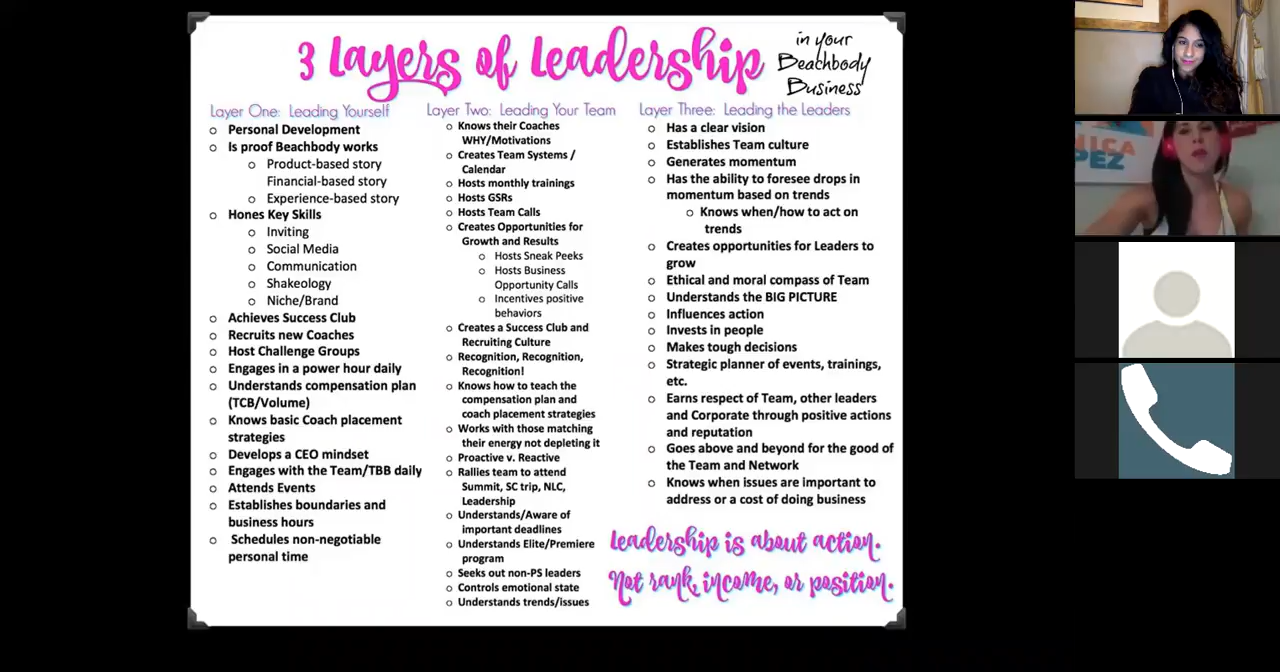 3 Layers of Leadership
in your
Beachbody
Business
Layer One: Leading Yourself
o Personal Development
o Is proof Beachbody works
o Product-based story
Financial-based story
o Experience-based story
o Hones Key Skills
o Inviting
o Social Media
o Communication
o Shakeology
o Niche/Brand
o Achieves Success Club
o Recruits new Coaches
o Host Challenge Groups
o Engages in a power hour daily
o Understands compensation plan
(TCB/Volume)
o Knows basic Coach placement
strategies
o Develops a CEO mindset
o Engages with the Team/TBB daily
o Attends Events
o Establishes boundaries and
business hours
o Schedules non-negotiable
personal time
Layer Two: Leading Your Team
o Knows their Coaches
WHY/Motivations
o Creates Team Systems /
Calendar
o Hosts monthly trainings
o Hosts GSRs
o Hosts Team Calls
o Creates Opportunities for
Growth and Results
o Hosts Sneak Peeks
o Hosts Business
Opportunity Calls
o Incentives positive
behaviors
o Creates a Success Club and
Recruiting Culture
o Recognition, Recognition,
Recognition!
o Knows how to teach the
compensation plan and
coach placement strategies
o Works with those matching
their energy not depleting it
o Proactive v. Reactive
o Rallies team to attend
Summit, SC trip, NLC,
Leadership
o Understands/Aware of
important deadlines
o Understands Elite/Premiere
program
o Seeks out non-PS leaders
o Controls emotional state
o Understands trends/issues
Layer Three: Leading the Leaders
o Has a clear vision
o Establishes Team culture
o Generates momentum
o Has the ability to foresee drops in
momentum based on trends
o Knows when/how to act on
trends
o Creates opportunities for Leaders to
grow
o Ethical and moral compass of Team
o Understands the BIG PICTURE
o Influences action
o Invests in people
o Makes tough decisions
o Strategic planner of events, trainings,
etc.
o Earns respect of Team, other leaders
and Corporate through positive actions
and reputation
o Goes above and beyond for the good of
the Team and Network
o Knows when issues are important to
address or a cost of doing business
Leadership is about action.
Not rank, income, or position.